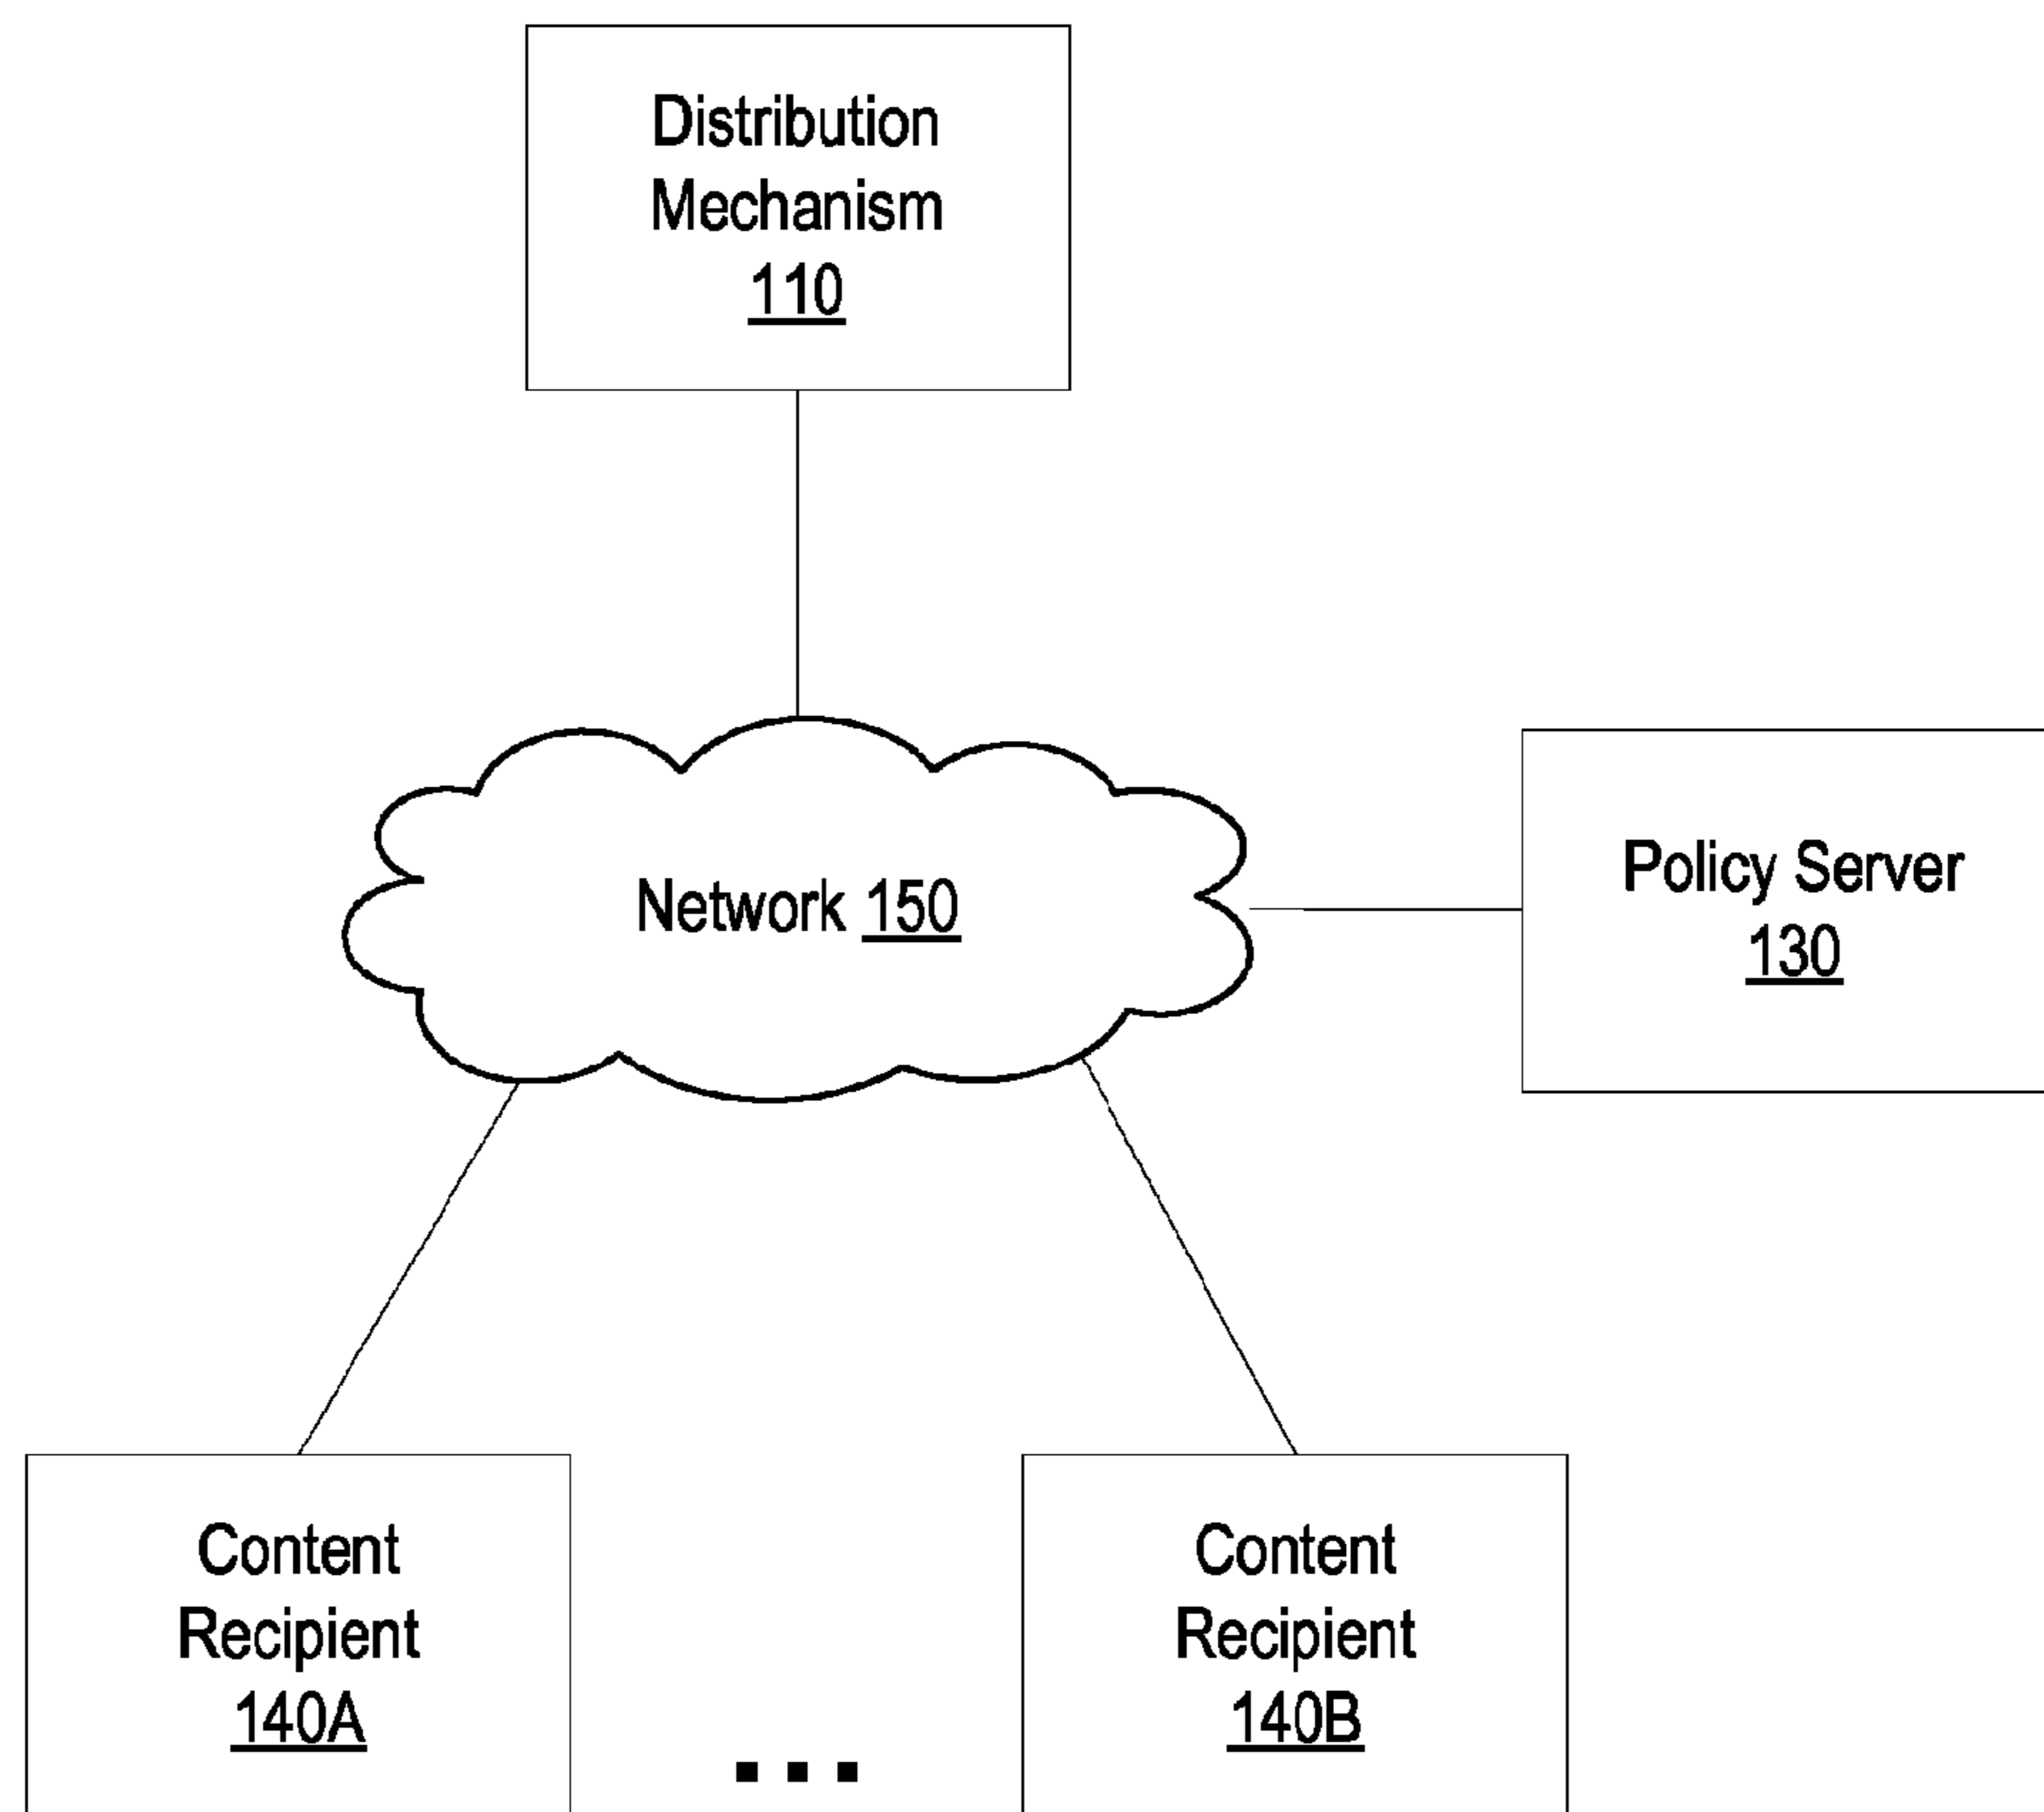 Distribution
Mechanism
110
Network 150
Policy Server
130
Content
Recipient
140A
Content
Recipient
140B
...